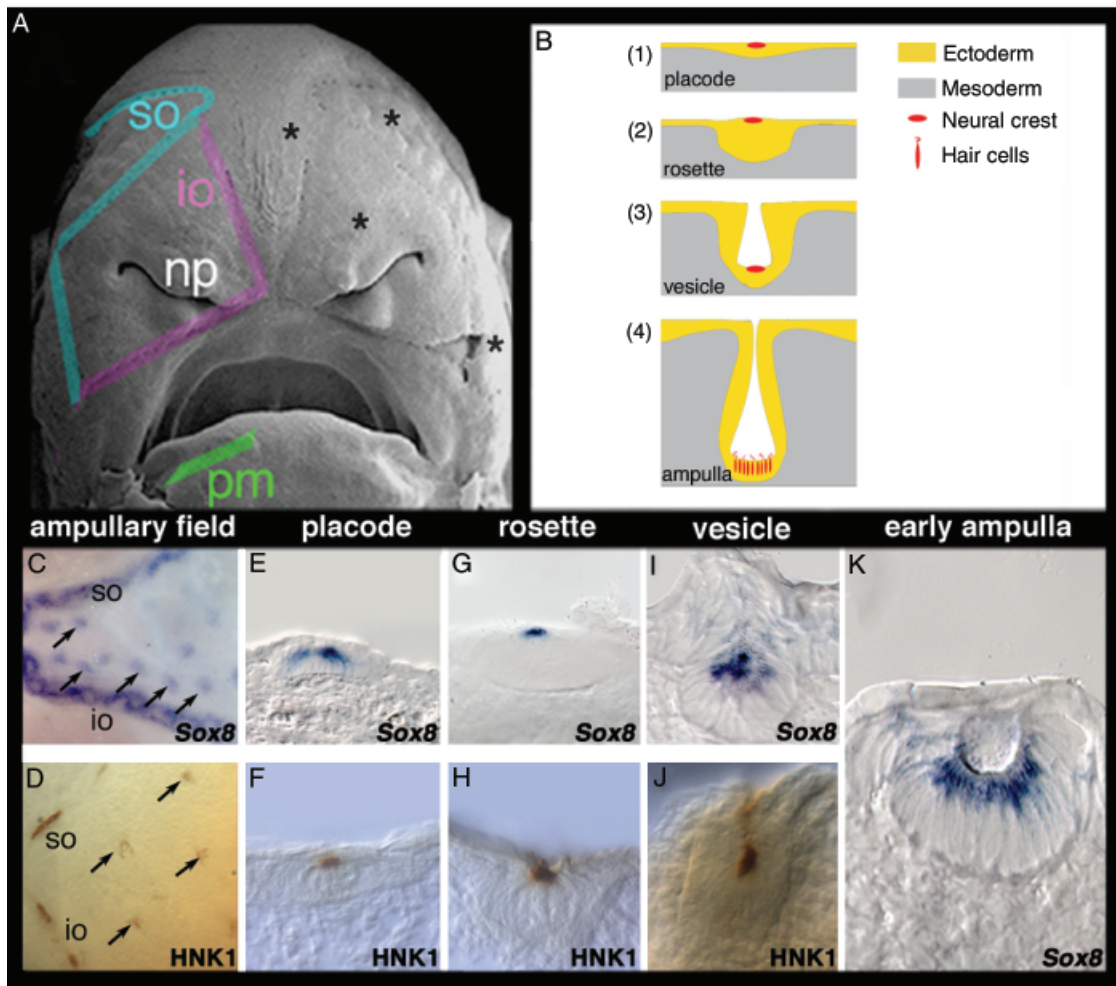 A
so
io
np
pm
*
*
*
*
B
(1)
placode
(2)
rosette
(3)
vesicle
(4)
ampulla
Ectoderm
Mesoderm
Neural crest
Hair cells
ampullary field
placode
rosette
vesicle
early ampulla
C
so
io
Sox8
E
Sox8
G
Sox8
I
Sox8
K
Sox8
D
so
io
HNK1
F
HNK1
H
HNK1
J
HNK1